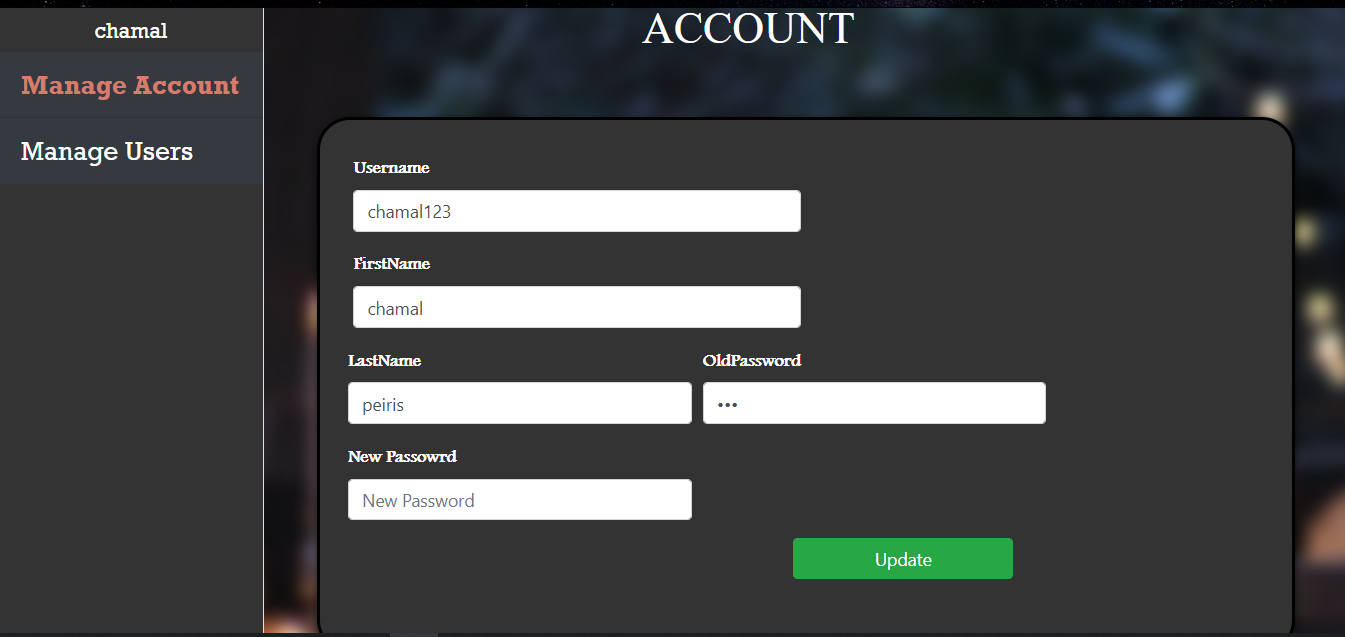 chamal
ACCOUNT
Manage Account
Manage Users
Username
chamal123
FirstName
chamal
LastName OldPassword
peiris •••
New Passowrd
New Password
Update